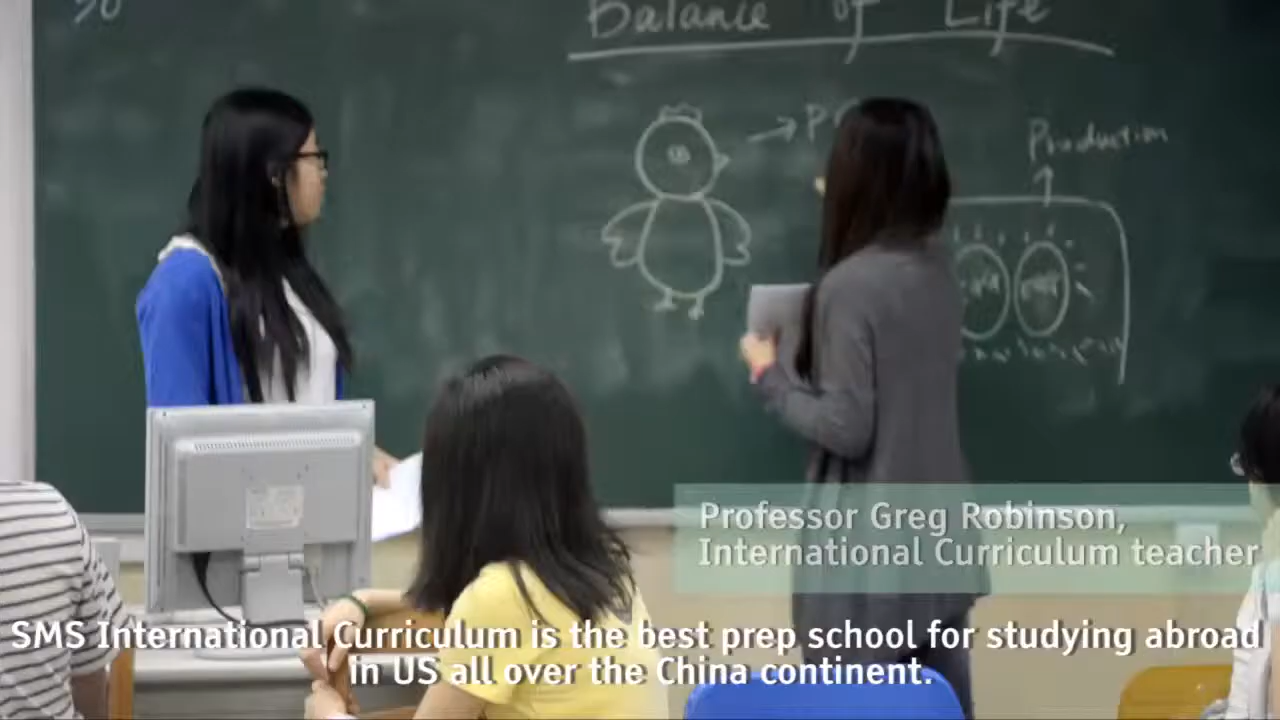 50
Balance of Life
Production
Professor Greg Robinson,
International Curriculum teacher
SMS International Curriculum is the best prep school for studying abroad
in US all over the China continent.